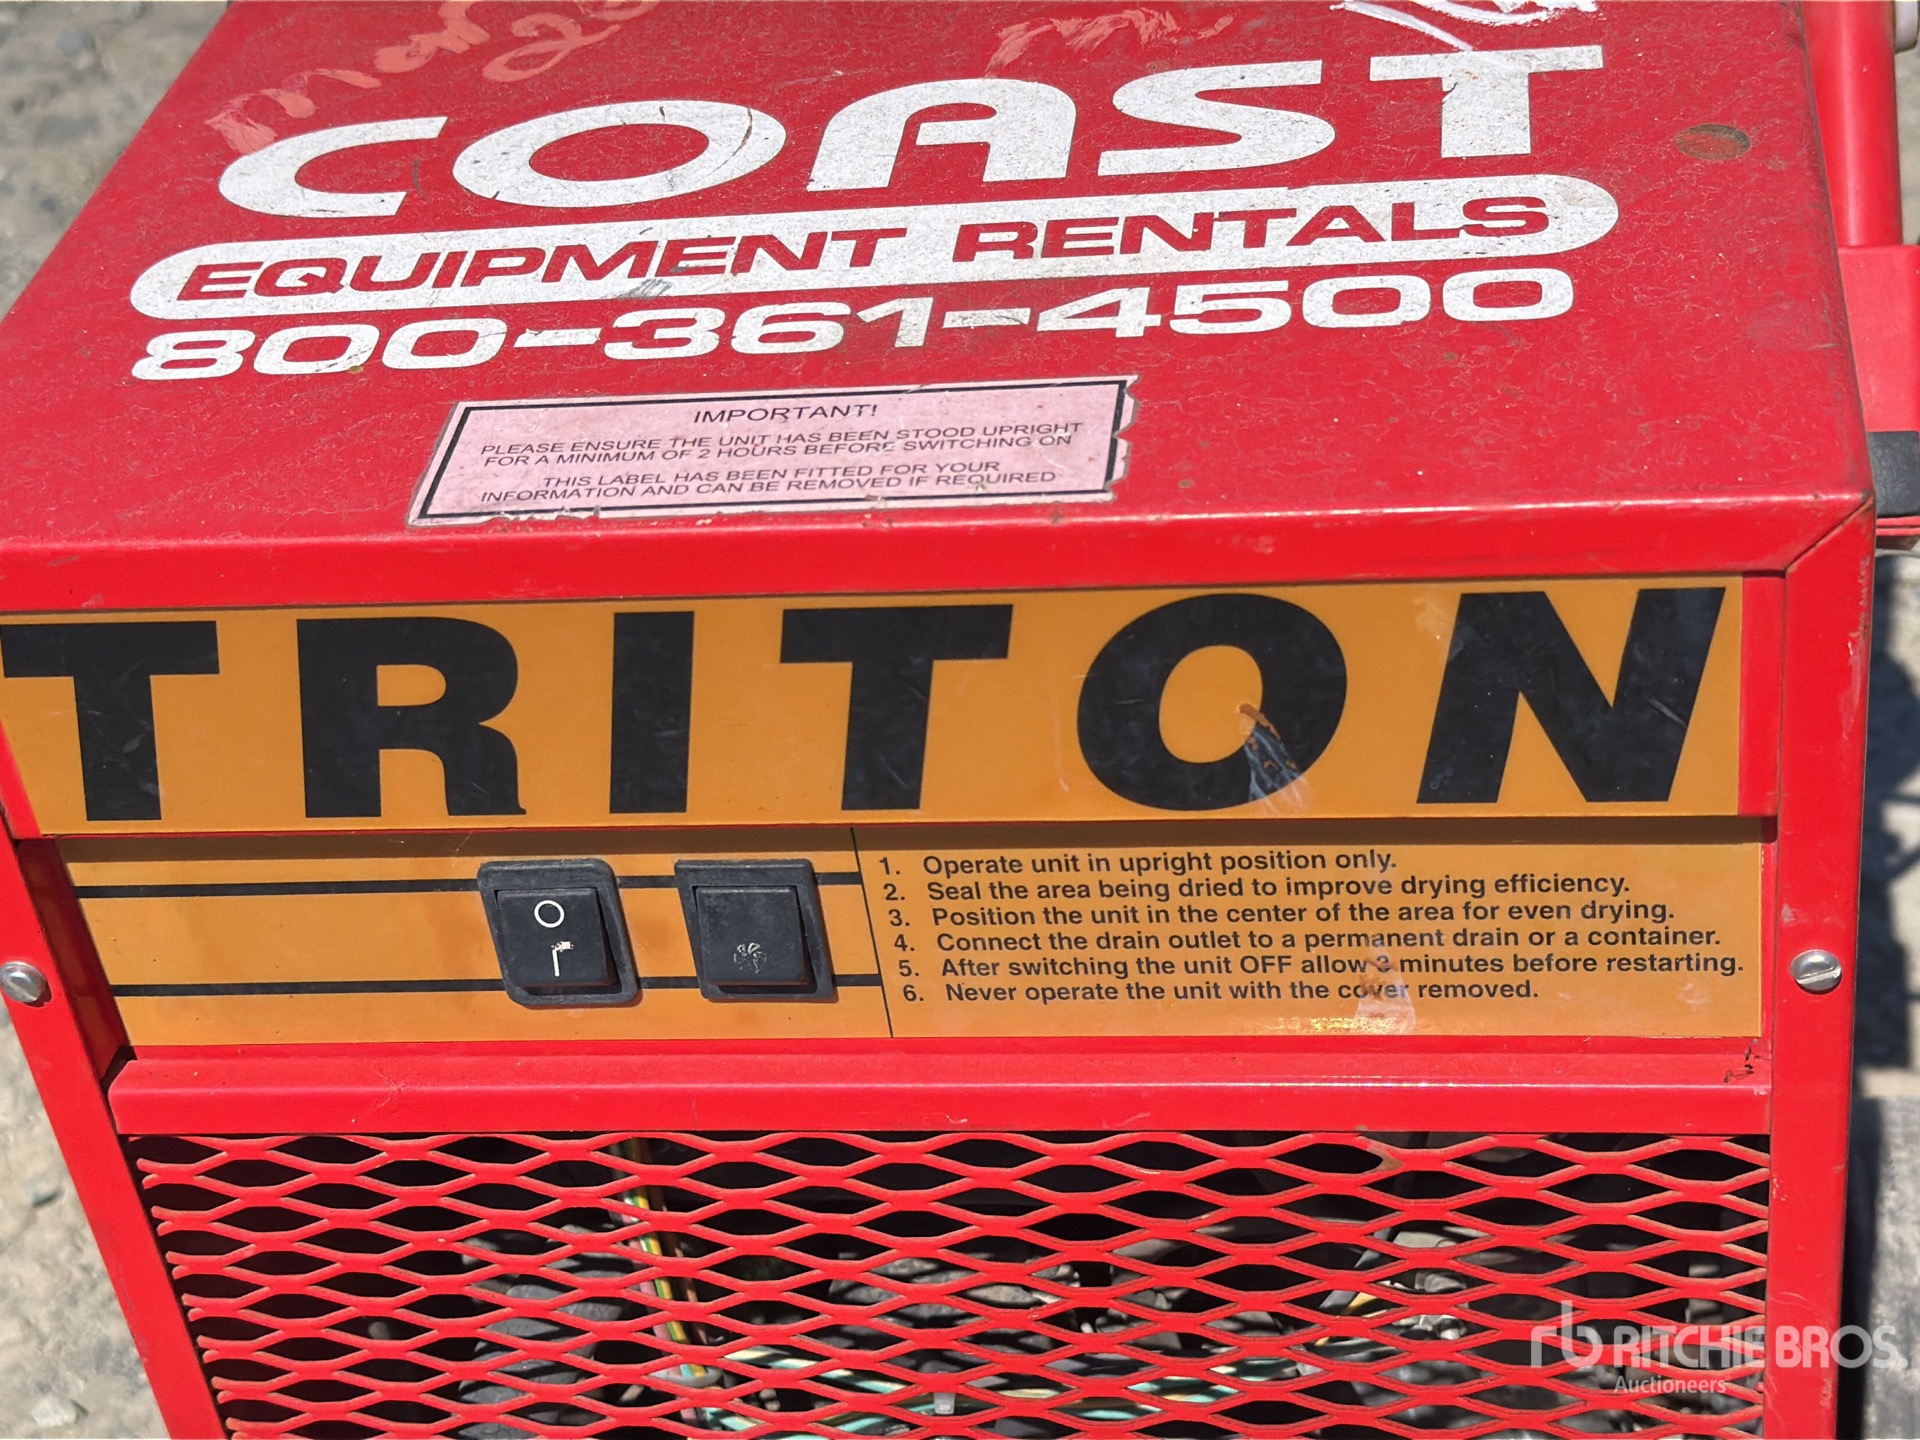 COAST
EQUIPMENT RENTALS
800-361-4500
IMPORTANT!
PLEASE ENSURE THE UNIT HAS BEEN STOOD UPRIGHT
FOR A MINIMUM OF 2 HOURS BEFORE SWITCHING ON
THIS LABEL HAS BEEN FITTED FOR YOUR
INFORMATION AND CAN BE REMOVED IF REQUIRED
TRITON
1. Operate unit in upright position only.
2. Seal the area being dried to improve drying efficiency.
3. Position the unit in the center of the area for even drying.
4. Connect the drain outlet to a permanent drain or a container.
5. After switching the unit OFF allow 3 minutes before restarting.
6. Never operate the unit with the cover removed.
rb RITCHIE BROS.
Auctioneers